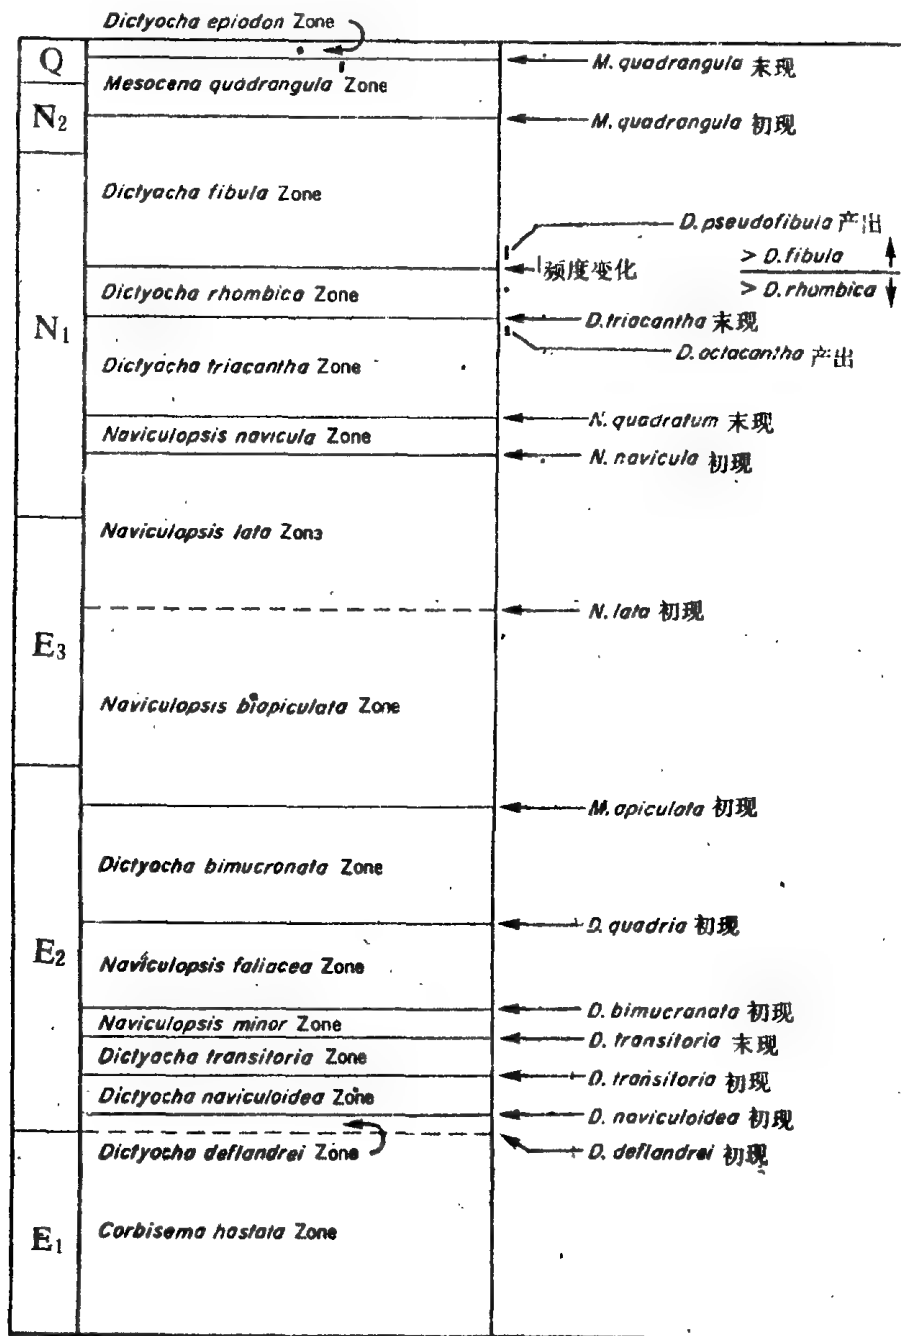 Dictyocha epiodon Zone
Q
Mesocena quadrangula Zone
M. quadrangula 末现
N2
M. quadrangula 初现
Dictyacha fibula Zone
D. pseudofibula 产出
频度变化
> D. fibula
> D. rhombica
Dictyocha rhombica Zone
N1
D. triacantha 末现
D. octacantha 产出
Dictyacha triacantha Zone
N. quadratum 末现
Naviculopsis navicula Zone
N. navicula 初现
Naviculopsis lata Zone
N. lata 初现
E3
Naviculopsis biapiculata Zone
M. apiculata 初现
Dictyocha bimucronata Zone
D. quadria 初现
E2
Naviculopsis faliacea Zone
D. bimucranata 初现
Naviculopsis minor Zone
D. transitoria 末现
Dictyacha transitoria Zone
D. transitoria 初现
Dictyocha naviculoidea Zone
D. naviculoidea 初现
Dictyocha deflandrei Zone
D. deflandrei 初现
E1
Corbisema hastata Zone